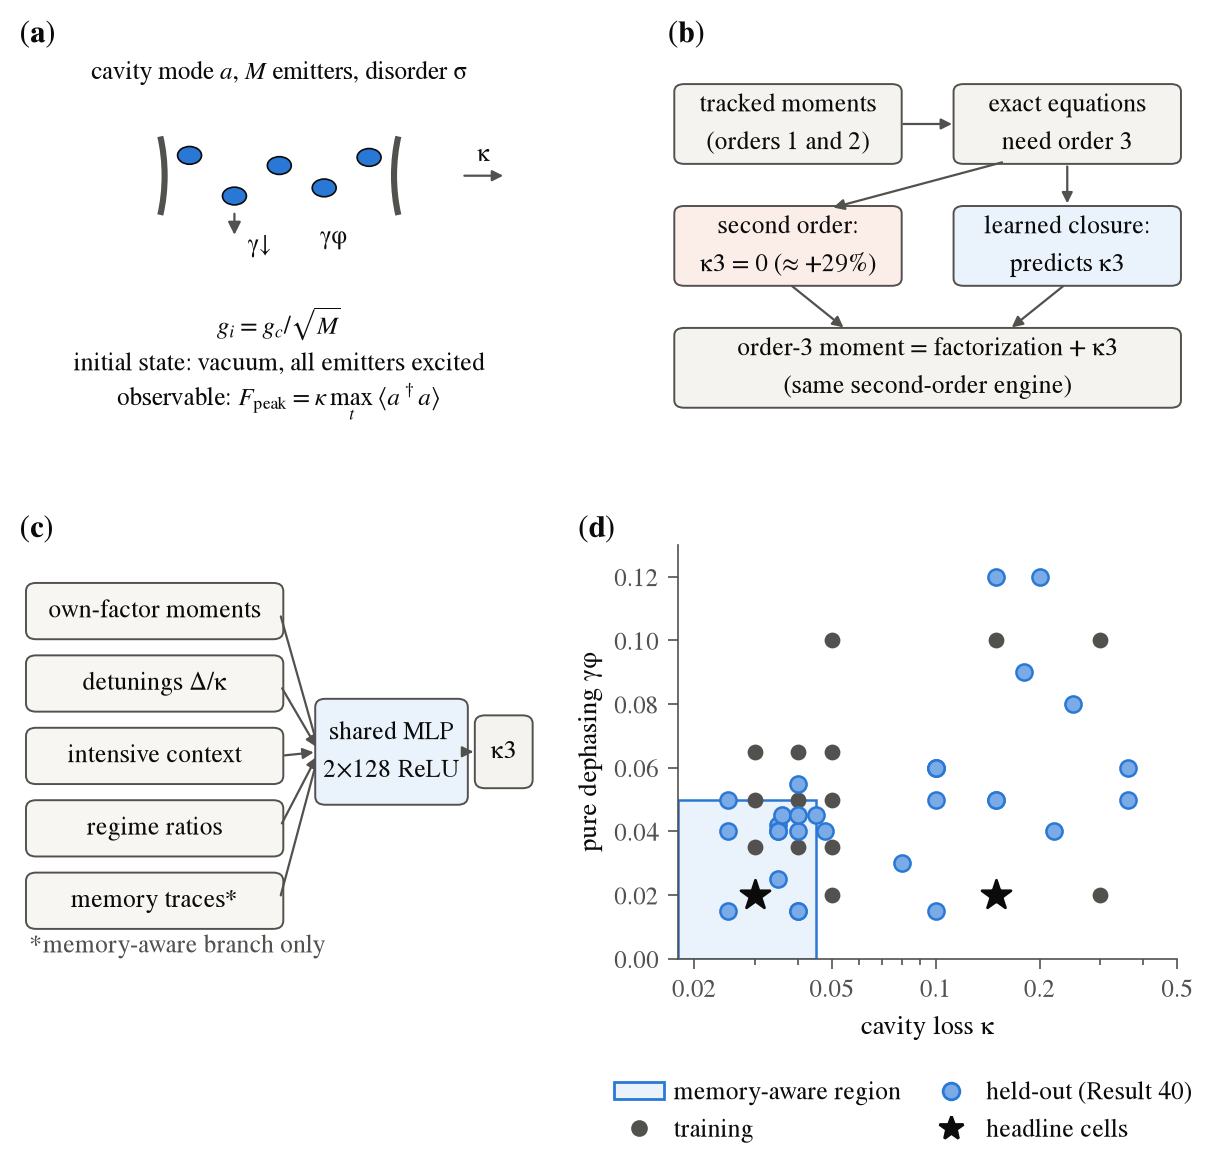 (a)
cavity mode a, M emitters, disorder σ
κ
γ↓
γφ
g_i = g_c/√M
initial state: vacuum, all emitters excited
observable: F_peak = κ max_t ⟨a†a⟩
(b)
tracked moments
(orders 1 and 2)
exact equations
need order 3
second order:
κ3 = 0 (≈ +29%)
learned closure:
predicts κ3
order-3 moment = factorization + κ3
(same second-order engine)
(c)
own-factor moments
detunings Δ/κ
intensive context
regime ratios
memory traces*
*memory-aware branch only
shared MLP
2×128 ReLU
κ3
(d)
pure dephasing γφ
0.12
0.10
0.08
0.06
0.04
0.02
0.00
0.02
0.05
0.1
0.2
0.5
cavity loss κ
memory-aware region
training
held-out (Result 40)
headline cells